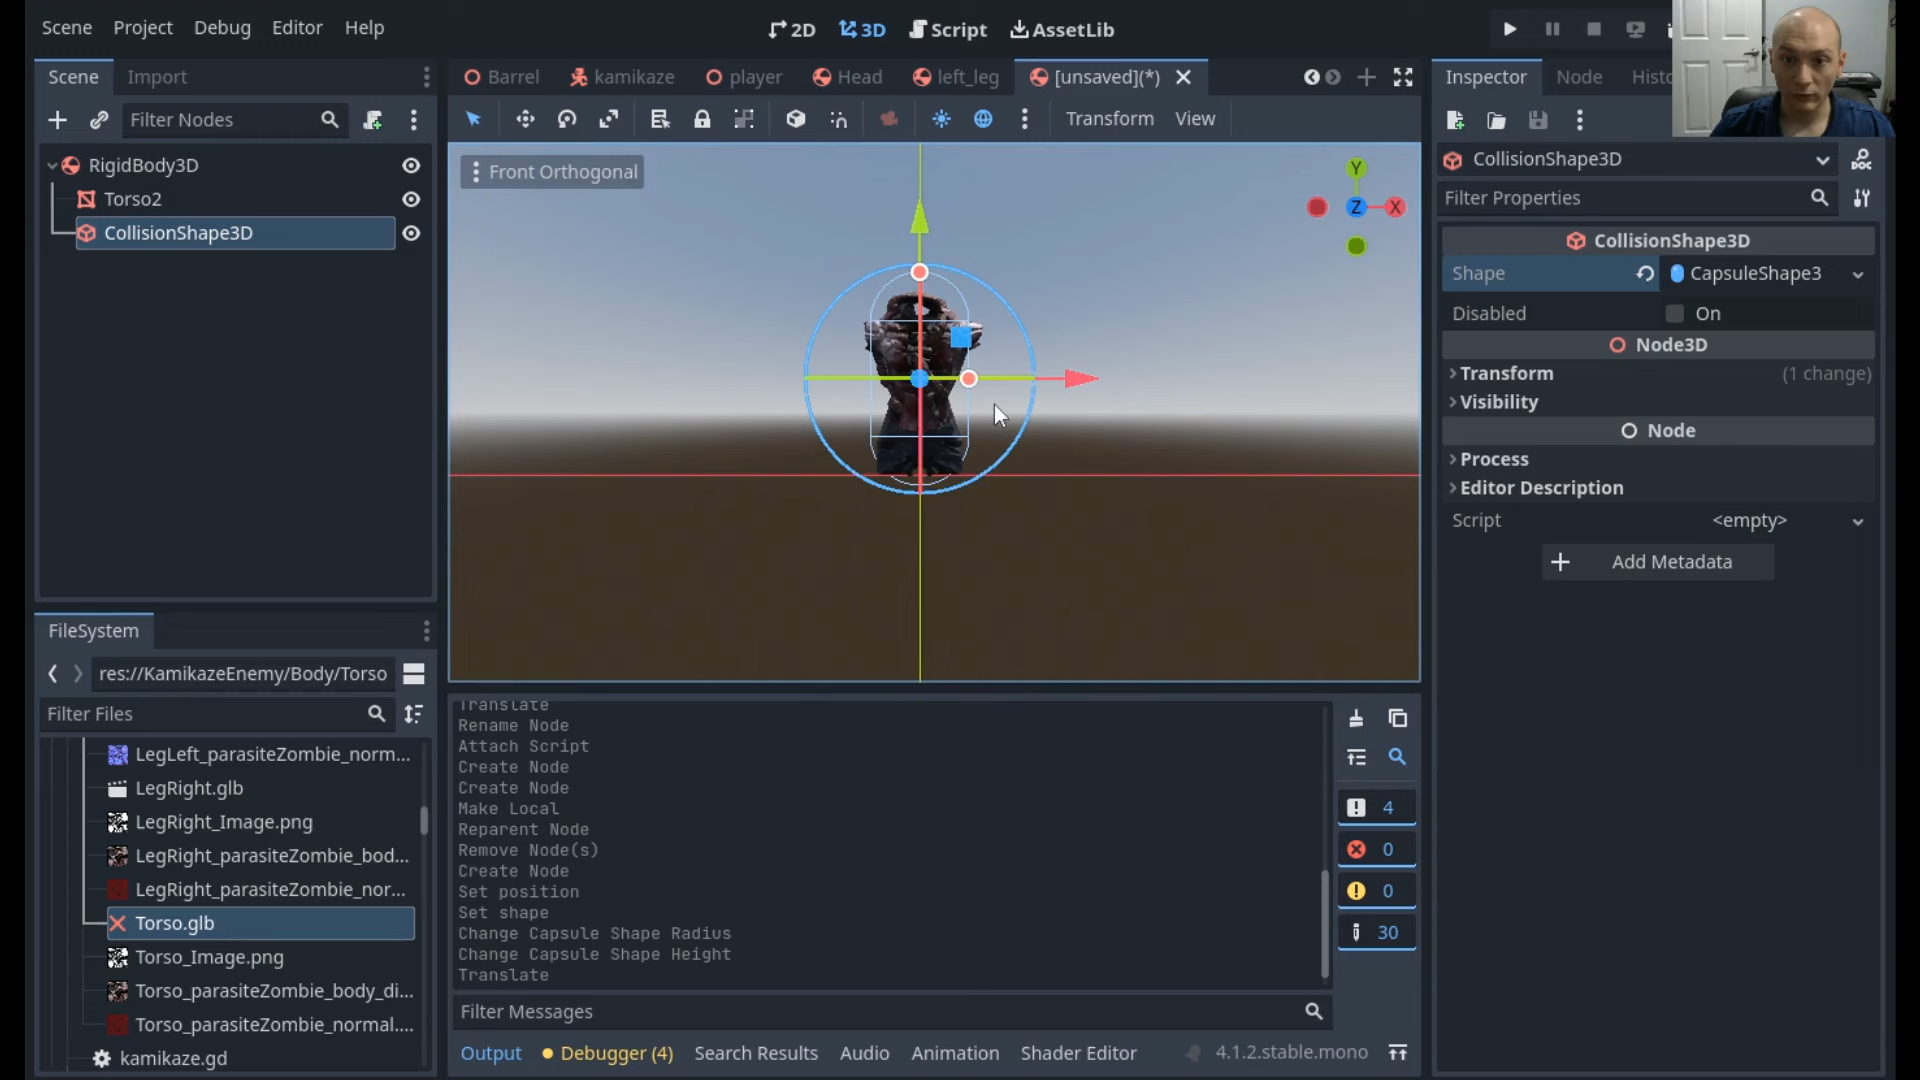 Scene Project Debug Editor Help
2D 3D Script AssetLib
Scene Import
Barrel kamikaze player Head left_leg [unsaved](*)
Inspector Node
Filter Nodes
Transform View
RigidBody3D
Torso2
CollisionShape3D
Front Orthogonal
Y
Z X
CollisionShape3D
DOC
Filter Properties
CollisionShape3D
Shape CapsuleShape3
Disabled On
Node3D
Transform (1 change)
Visibility
Node
Process
Editor Description
Script <empty>
Add Metadata
FileSystem
res://KamikazeEnemy/Body/Torso
Filter Files
LegLeft_parasiteZombie_norm...
LegRight.glb
LegRight_Image.png
LegRight_parasiteZombie_bod...
LegRight_parasiteZombie_nor...
Torso.glb
Torso_Image.png
Torso_parasiteZombie_body_di...
Torso_parasiteZombie_normal....
kamikaze.gd
Translate
Rename Node
Attach Script
Create Node
Create Node
Make Local
Reparent Node
Remove Node(s)
Create Node
Set position
Set shape
Change Capsule Shape Radius
Change Capsule Shape Height
Translate
4
0
0
30
Filter Messages
Output Debugger (4) Search Results Audio Animation Shader Editor 4.1.2.stable.mono